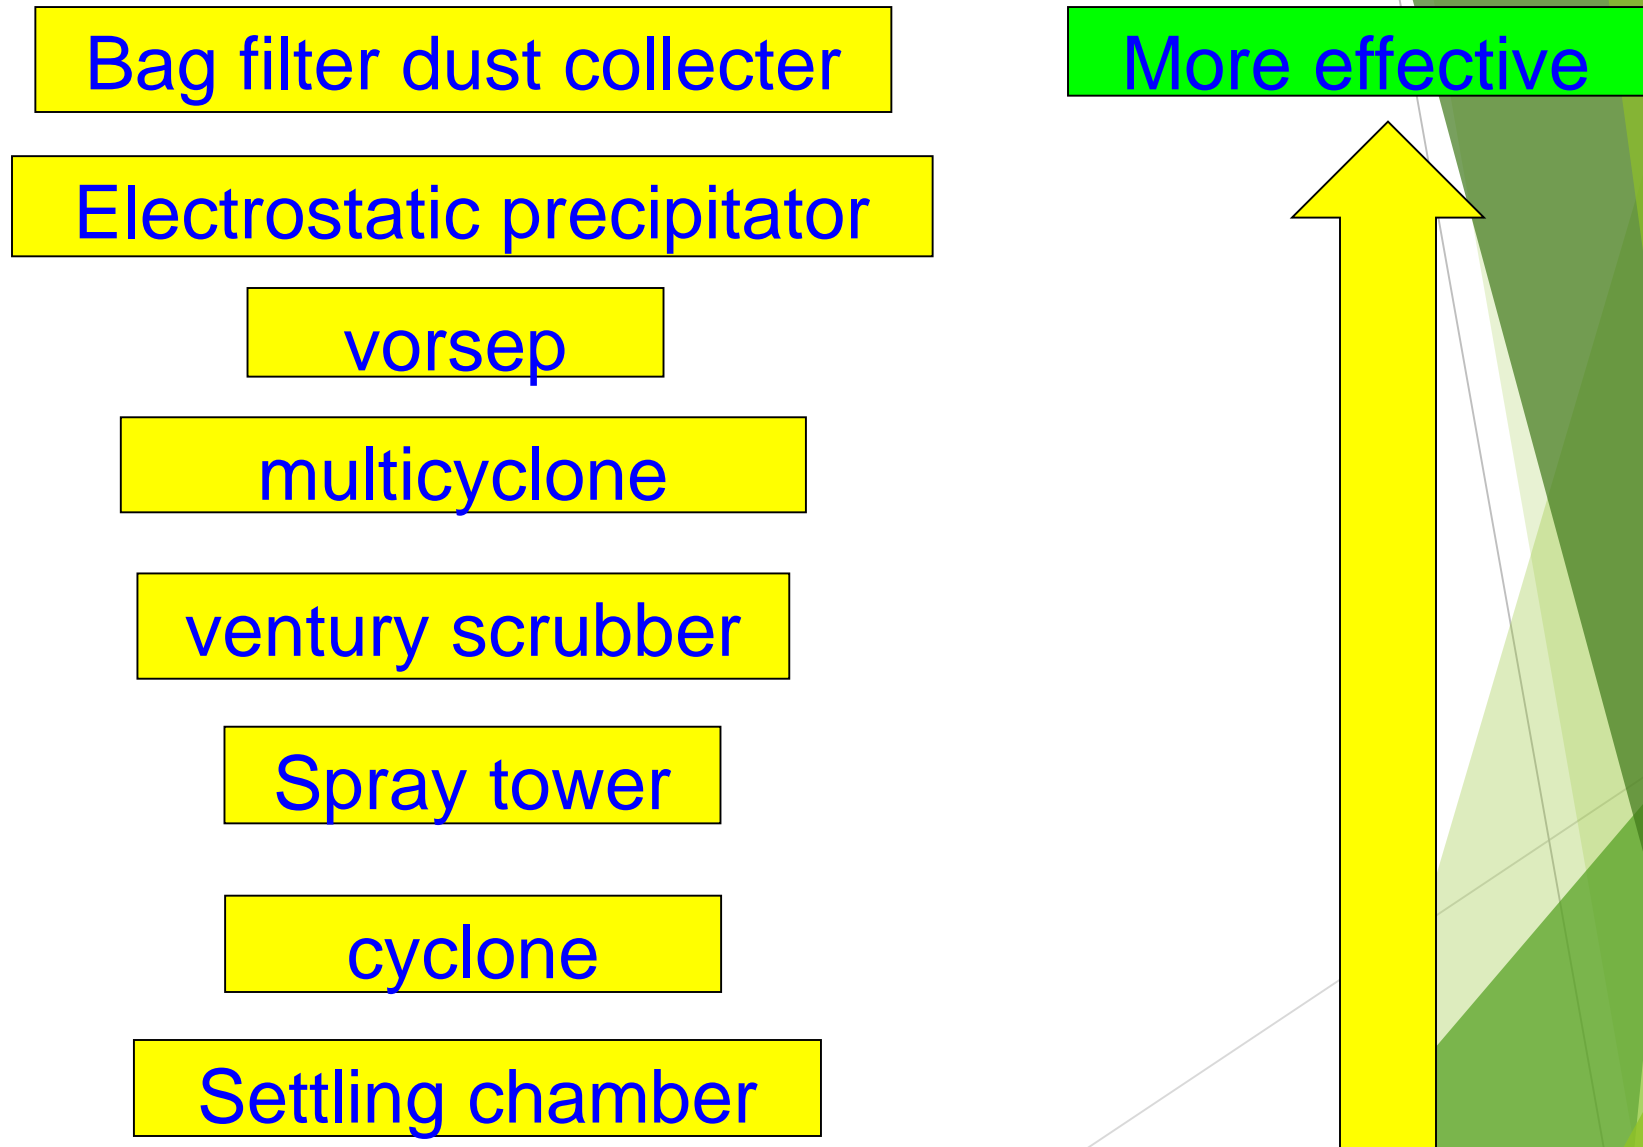 Bag filter dust collecter
More effective
Electrostatic precipitator
vorsep
multicyclone
ventury scrubber
Spray tower
cyclone
Settling chamber